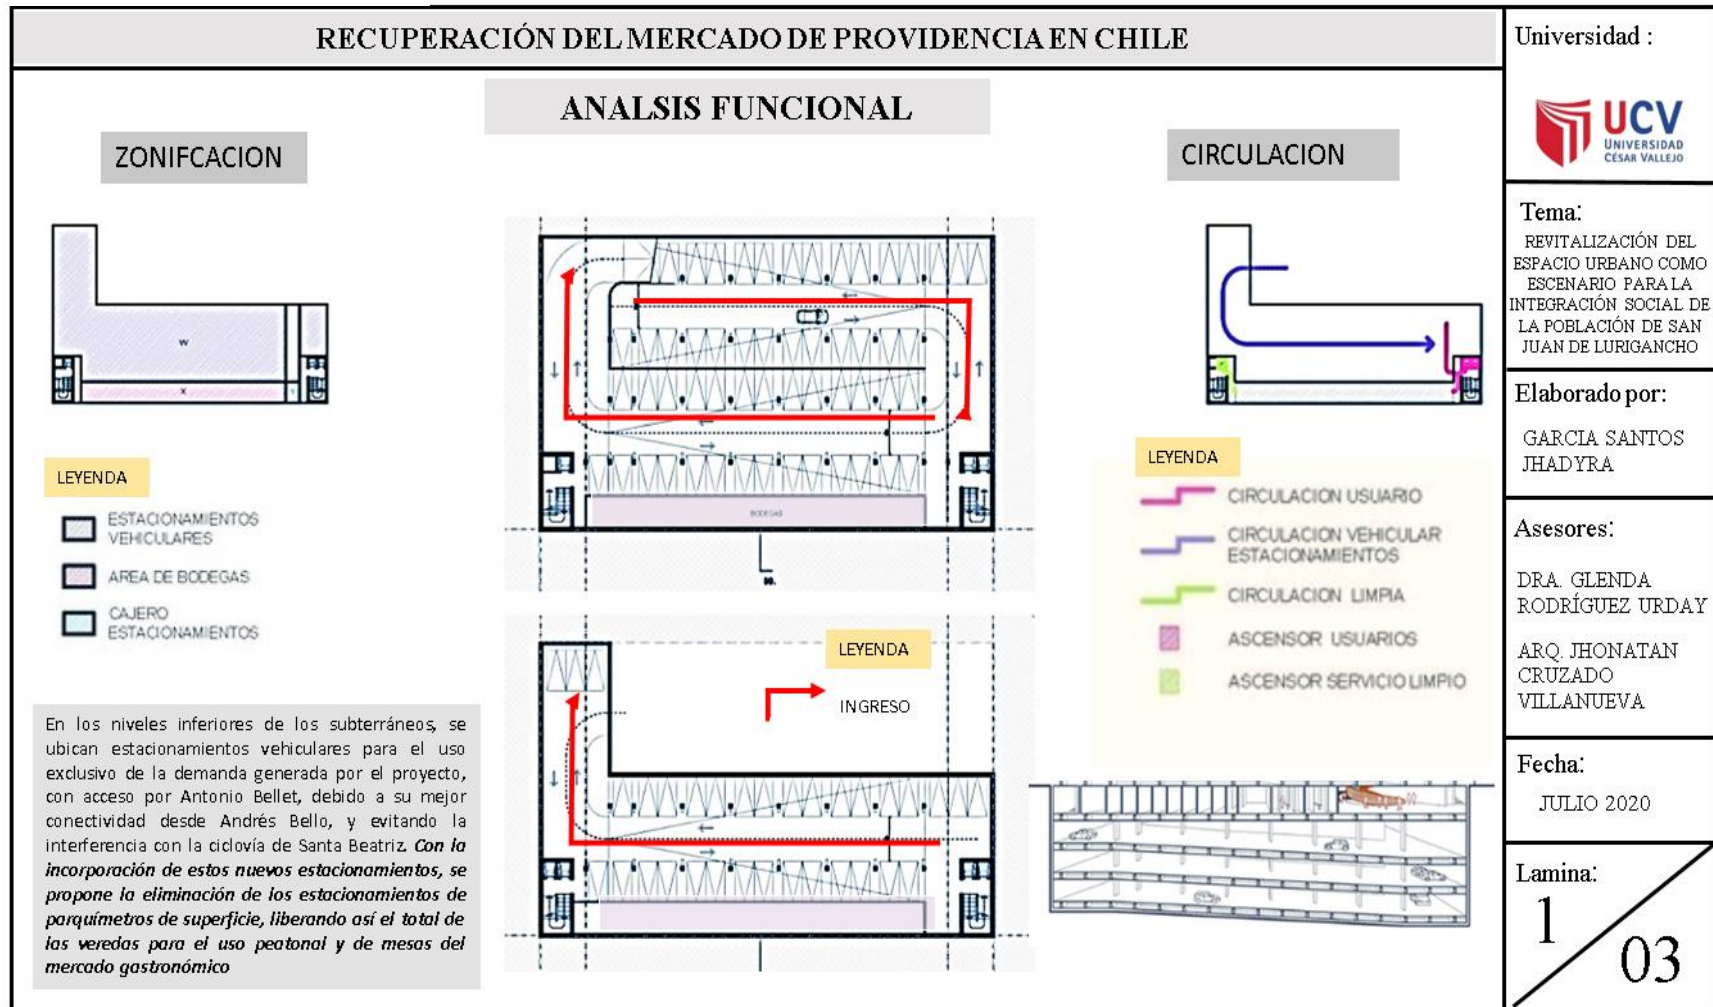 RECUPERACIÓN DEL MERCADO DE PROVIDENCIA EN CHILE
ANALSIS FUNCIONAL
ZONIFCACION
W
X
LEYENDA
ESTACIONAMIENTOS
VEHICULARES
AREA DE BODEGAS
CAJERO
ESTACIONAMIENTOS
En los niveles inferiores de los subterráneos, se
ubican estacionamientos vehiculares para el uso
exclusivo de la demanda generada por el proyecto,
con acceso por Antonio Bellet, debido a su mejor
conectividad desde Andrés Bello, y evitando la
interferencia con la ciclovía de Santa Beatriz. Con la
incorporación de estos nuevos estacionamientos, se
propone la eliminación de los estacionamientos de
parquímetros de superficie, liberando así el total de
las veredas para el uso peatonal y de mesas del
mercado gastronómico
BODEGAS
LEYENDA
INGRESO
CIRCULACION
LEYENDA
CIRCULACION USUARIO
CIRCULACION VEHICULAR
ESTACIONAMIENTOS
CIRCULACION LIMPIA
ASCENSOR USUARIOS
ASCENSOR SERVICIO LIMPIO
Universidad :
UCV
UNIVERSIDAD
CÉSAR VALLEJO
Tema:
REVITALIZACIÓN DEL
ESPACIO URBANO COMO
ESCENARIO PARA LA
INTEGRACIÓN SOCIAL DE
LA POBLACIÓN DE SAN
JUAN DE LURIGANCHO
Elaborado por:
GARCIA SANTOS
JHADYRA
Asesores:
DRA. GLENDA
RODRÍGUEZ URDAY
ARQ. JHONATAN
CRUZADO
VILLANUEVA
Fecha:
JULIO 2020
Lamina:
1
03